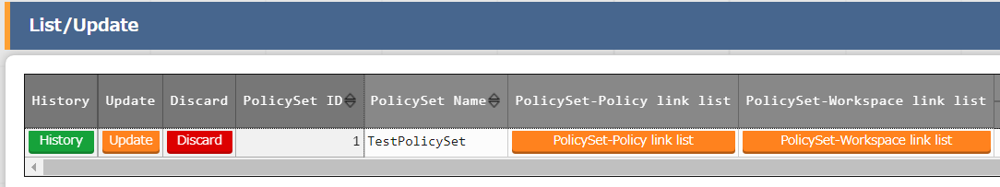 List/Update
History Update Discard PolicySet ID PolicySet Name PolicySet-Policy link list PolicySet-Workspace link list
History Update Discard 1 TestPolicySet PolicySet-Policy link list PolicySet-Workspace link list